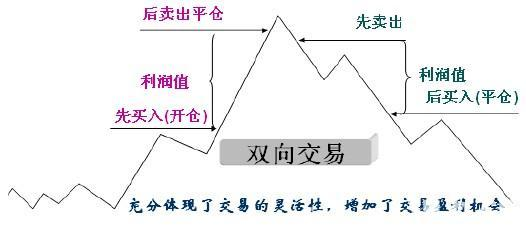 后卖出平仓
先卖出
利润值
利润值
先买入(开仓)
后买入(平仓)
双向交易
充分体现了交易的灵活性，增加了交易盈利机会